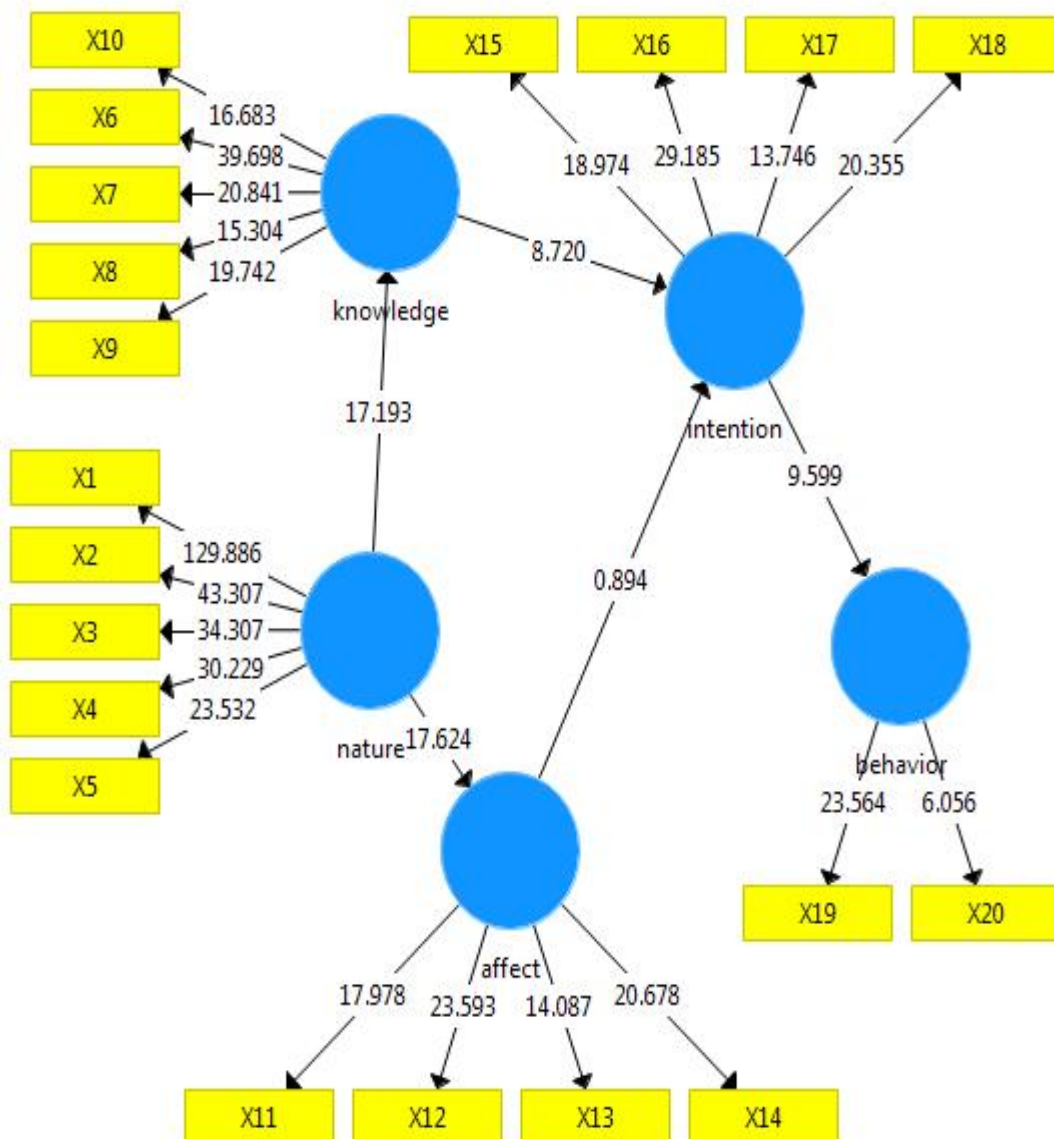 X10
X6
X7
X8
X9
16.683
39.698
20.841
15.304
19.742
knowledge
X15
X16
X17
X18
18.974
29.185
13.746
20.355
8.720
intention
17.193
X1
X2
X3
X4
X5
129.886
43.307
34.307
30.229
23.532
nature
17.624
0.894
9.599
behavior
23.564
6.056
X19
X20
affect
17.978
23.593
14.087
20.678
X11
X12
X13
X14